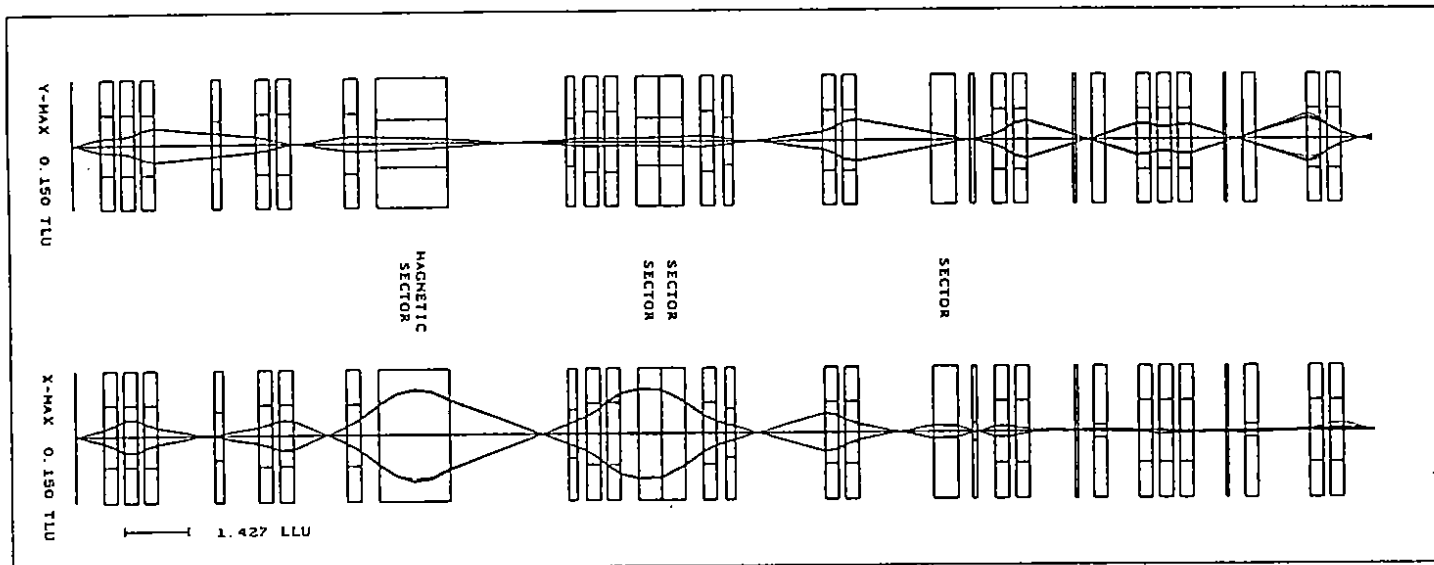 Y-MAX 0.150 TLU
MAGNETIC
SECTOR
SECTOR
SECTOR
SECTOR
X-MAX 0.150 TLU
1.427 LLU